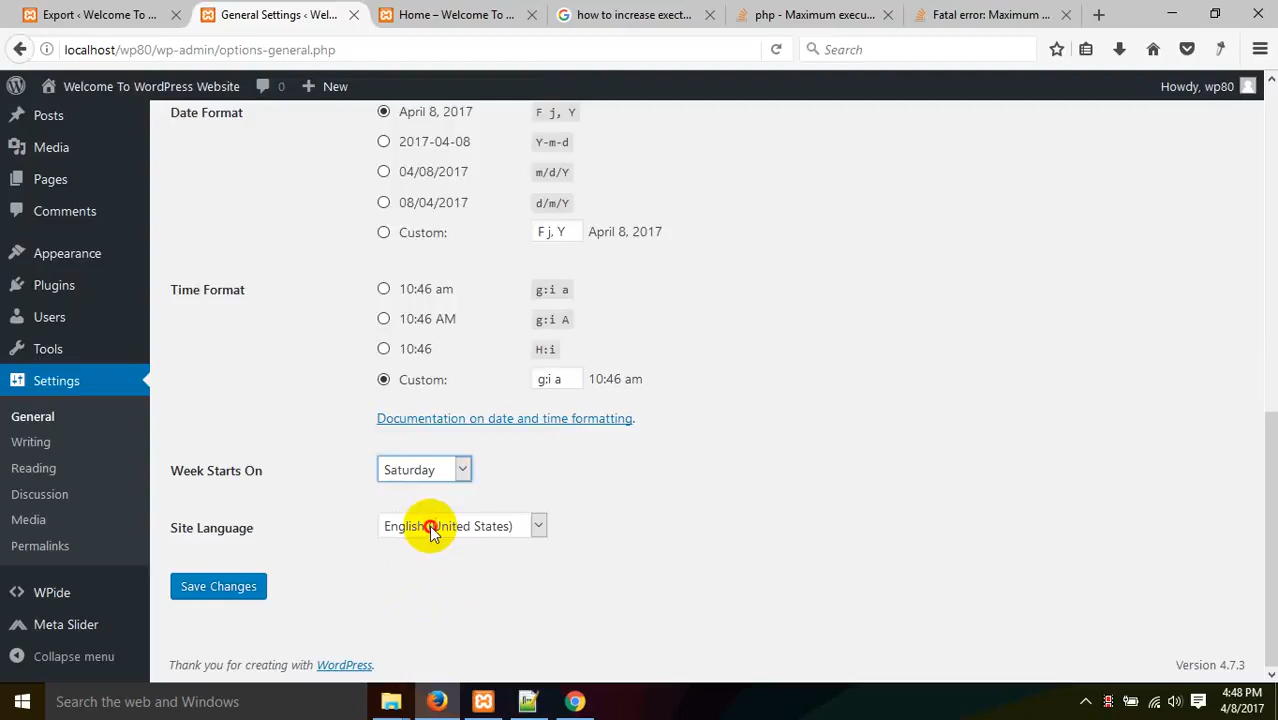 Export ‹ Welcome To W...
General Settings ‹ Wel...
Home – Welcome To ...
how to increase exect...
php - Maximum execu...
Fatal error: Maximum ...
localhost/wp80/wp-admin/options-general.php
Search
Welcome To WordPress Website
0
New
Howdy, wp80
Posts
Media
Pages
Comments
Appearance
Plugins
Users
Tools
Settings
General
Writing
Reading
Discussion
Media
Permalinks
WPide
Meta Slider
Collapse menu
Date Format
April 8, 2017 F j, Y
2017-04-08 Y-m-d
04/08/2017 m/d/Y
08/04/2017 d/m/Y
Custom: F j, Y April 8, 2017
Time Format
10:46 am g:i a
10:46 AM g:i A
10:46 H:i
Custom: g:i a 10:46 am
Documentation on date and time formatting.
Week Starts On
Saturday
Site Language
English (United States)
Save Changes
Thank you for creating with WordPress.
Version 4.7.3
Search the web and Windows
4:48 PM
4/8/2017